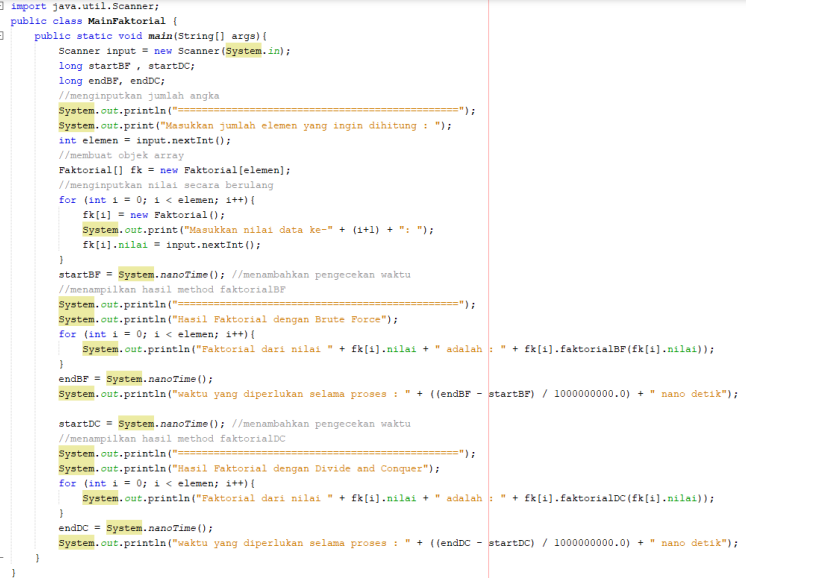 import java.util.Scanner;
public class MainFaktorial {
    public static void main(String[] args){
        Scanner input = new Scanner(System.in);
        long startBF , startDC;
        long endBF, endDC;
        //menginputkan jumlah angka
        System.out.println("===============================================");
        System.out.print("Masukkan jumlah elemen yang ingin dihitung : ");
        int elemen = input.nextInt();
        //membuat objek array
        Faktorial[] fk = new Faktorial[elemen];
        //menginputkan nilai secara berulang
        for (int i = 0; i < elemen; i++){
            fk[i] = new Faktorial();
            System.out.print("Masukkan nilai data ke-" + (i+1) + ": ");
            fk[i].nilai = input.nextInt();
        }
        startBF = System.nanoTime(); //menambahkan pengecekan waktu
        //menampilkan hasil method faktorialBF
        System.out.println("===============================================");
        System.out.println("Hasil Faktorial dengan Brute Force");
        for (int i = 0; i < elemen; i++){
            System.out.println("Faktorial dari nilai " + fk[i].nilai + " adalah : " + fk[i].faktorialBF(fk[i].nilai));
        }
        endBF = System.nanoTime();
        System.out.println("waktu yang diperlukan selama proses : " + ((endBF - startBF) / 1000000000.0) + " nano detik");
        startDC = System.nanoTime(); //menambahkan pengecekan waktu
        //menampilkan hasil method faktorialDC
        System.out.println("===============================================");
        System.out.println("Hasil Faktorial dengan Divide and Conquer");
        for (int i = 0; i < elemen; i++){
            System.out.println("Faktorial dari nilai " + fk[i].nilai + " adalah : " + fk[i].faktorialDC(fk[i].nilai));
        }
        endDC = System.nanoTime();
        System.out.println("waktu yang diperlukan selama proses : " + ((endDC - startDC) / 1000000000.0) + " nano detik");
    }
}